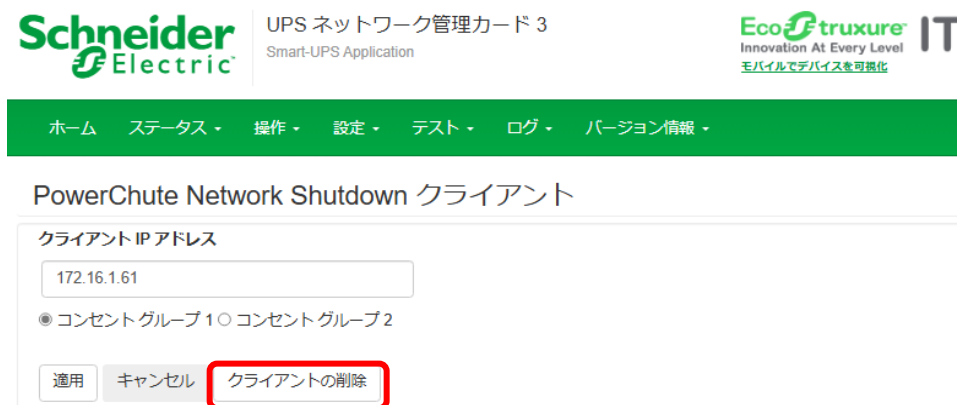 Schneider Electric
UPS ネットワーク管理カード 3
Smart-UPS Application
EcoStruxure IT
Innovation At Every Level
モバイルでデバイスを可視化
ホーム ステータス 操作 設定 テスト ログ バージョン情報
PowerChute Network Shutdown クライアント
クライアント IP アドレス
172.16.1.61
コンセント グループ 1 コンセント グループ 2
適用 キャンセル クライアントの削除